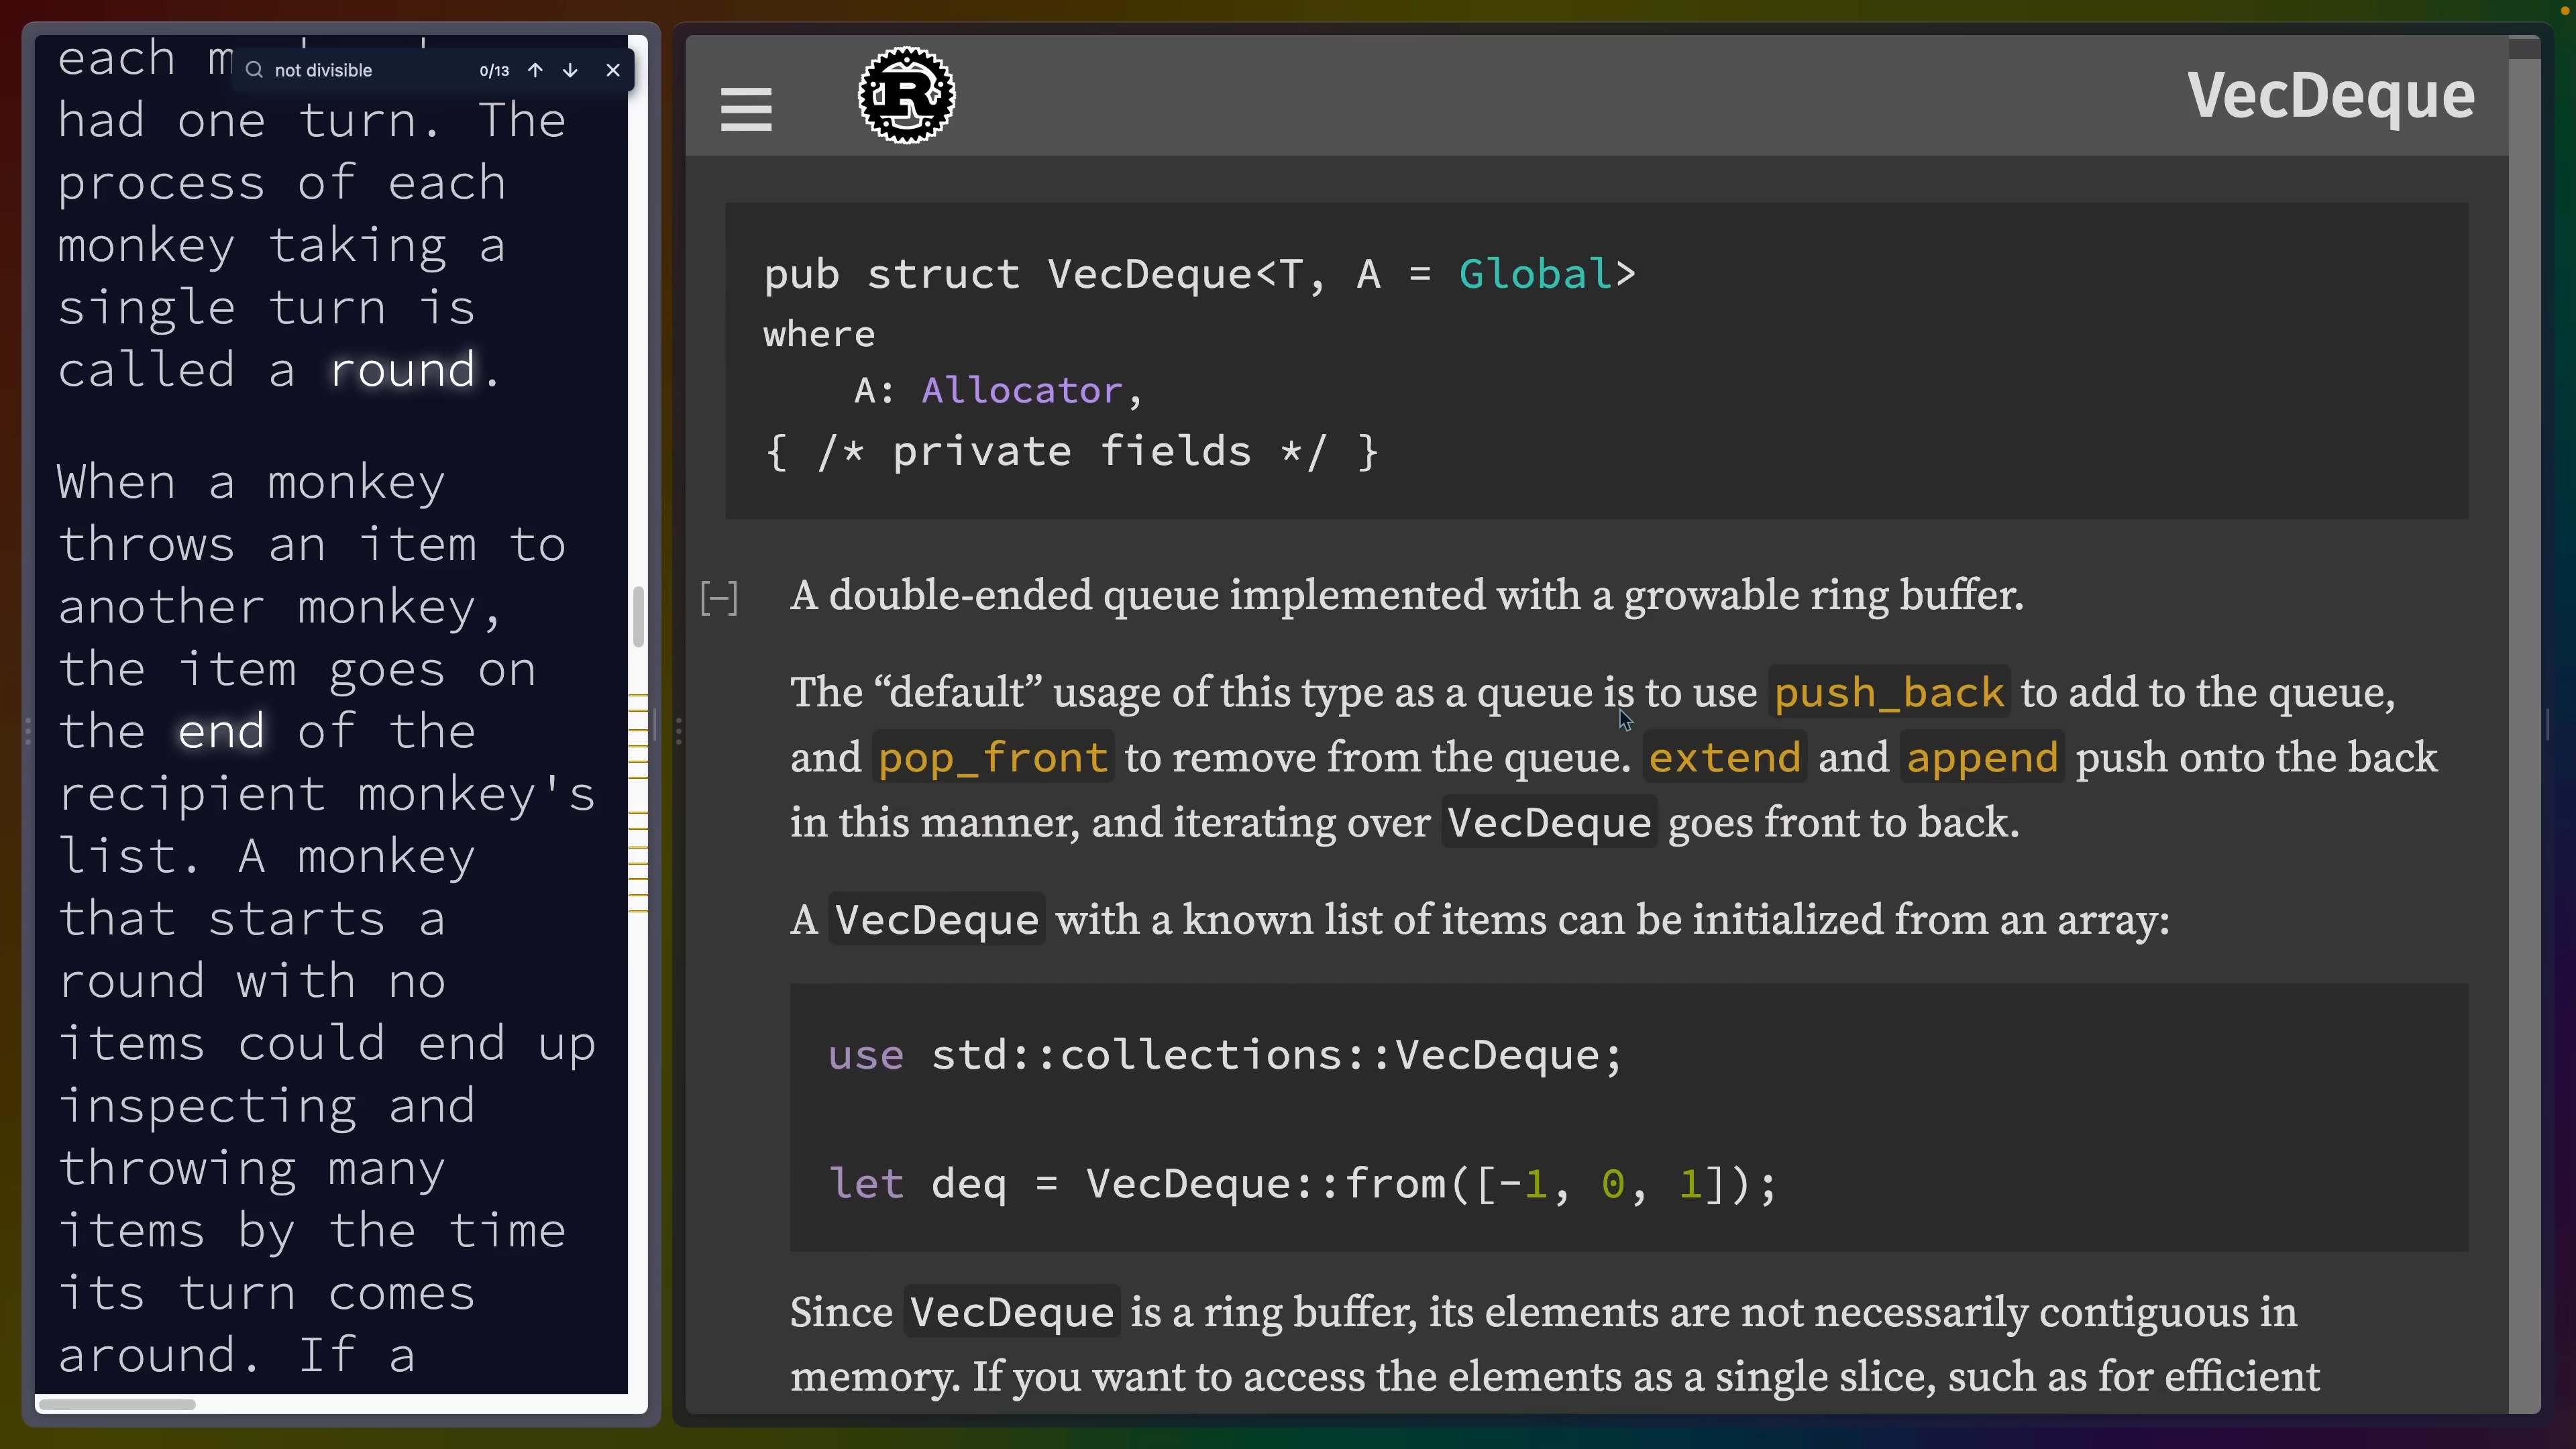 each
not divisible
0/13
had one turn. The
process of each
monkey taking a
single turn is
called a round.
When a monkey
throws an item to
another monkey,
the item goes on
the end of the
recipient monkey's
list. A monkey
that starts a
round with no
items could end up
inspecting and
throwing many
items by the time
its turn comes
around. If a
R
VecDeque
pub struct VecDeque<T, A = Global>
where
A: Allocator,
{ /* private fields */ }
[−] A double-ended queue implemented with a growable ring buffer.
The “default” usage of this type as a queue is to use push_back to add to the queue,
and pop_front to remove from the queue. extend and append push onto the back
in this manner, and iterating over VecDeque goes front to back.
A VecDeque with a known list of items can be initialized from an array:
use std::collections::VecDeque;
let deq = VecDeque::from([-1, 0, 1]);
Since VecDeque is a ring buffer, its elements are not necessarily contiguous in
memory. If you want to access the elements as a single slice, such as for efficient